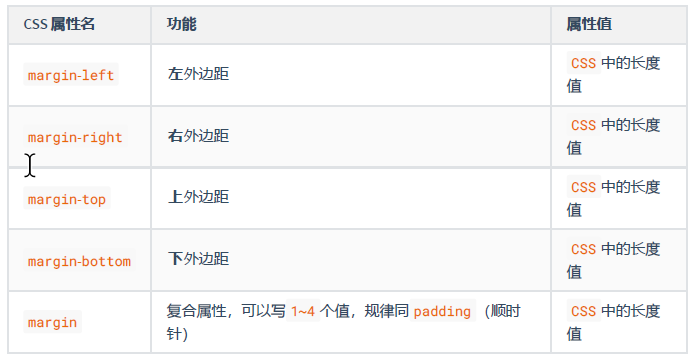 CSS 属性名 功能 属性值
margin-left 左外边距 CSS 中的长度
值
margin-right 右外边距 CSS 中的长度
值
margin-top 上外边距 CSS 中的长度
值
margin-bottom 下外边距 CSS 中的长度
值
margin 复合属性，可以写 1~4 个值，规律同 padding （顺时
针） CSS 中的长度
值